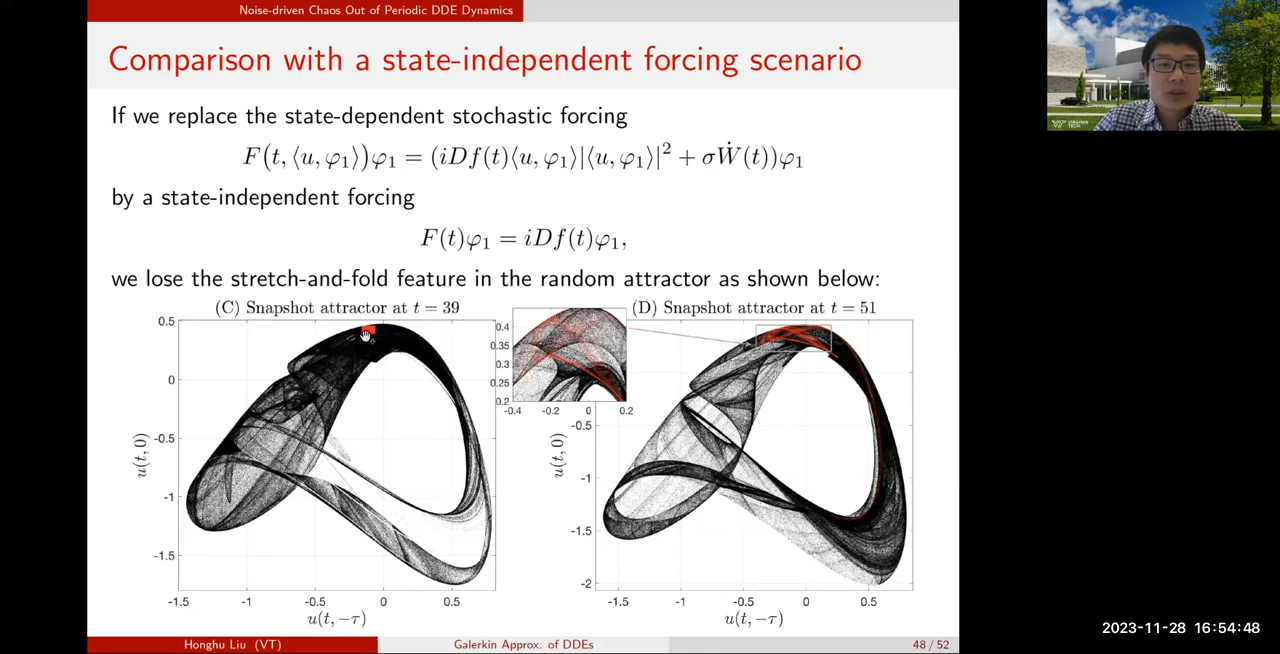 Noise-driven Chaos Out of Periodic DDE Dynamics
Comparison with a state-independent forcing scenario
If we replace the state-dependent stochastic forcing
F(t, ⟨u, φ₁⟩)φ₁ = (iDf(t)⟨u, φ₁⟩|⟨u, φ₁⟩|² + σẆ(t))φ₁
by a state-independent forcing
F(t)φ₁ = iDf(t)φ₁,
we lose the stretch-and-fold feature in the random attractor as shown below:
(C) Snapshot attractor at t = 39
0.5
0
-0.5
-1
-1.5
u(t, 0)
-1.5 -1 -0.5 0 0.5
u(t, −τ)
0.4
0.35
0.3
0.25
0.2
-0.4 -0.2 0 0.2
(D) Snapshot attractor at t = 51
-0.5
-1
-1.5
-2
u(t, 0)
-1.5 -1 -0.5 0 0.5
u(t, −τ)
VIRGINIA TECH
2023-11-28 16:54:48
Honghu Liu (VT) Galerkin Approx. of DDEs 48 / 52